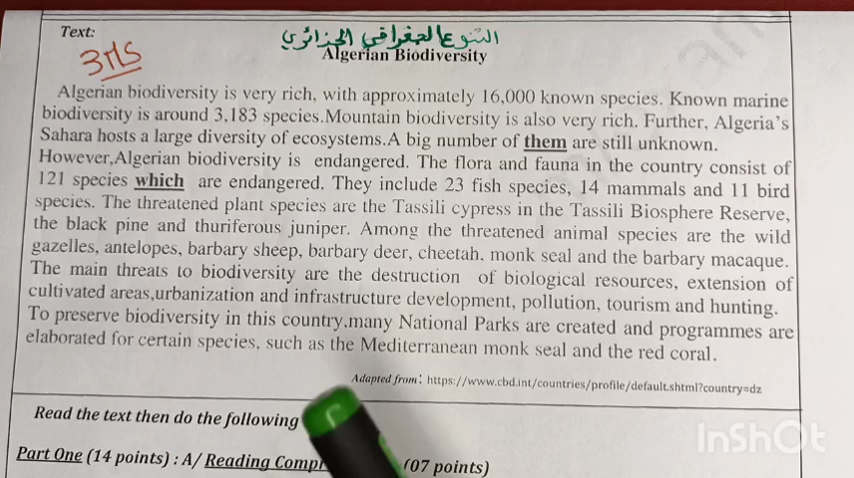 Text:
3MS
التنوع الجغرافي الجزائري
Algerian Biodiversity
Algerian biodiversity is very rich, with approximately 16,000 known species. Known marine
biodiversity is around 3,183 species.Mountain biodiversity is also very rich. Further, Algeria's
Sahara hosts a large diversity of ecosystems.A big number of them are still unknown.
However,Algerian biodiversity is endangered. The flora and fauna in the country consist of
121 species which are endangered. They include 23 fish species, 14 mammals and 11 bird
species. The threatened plant species are the Tassili cypress in the Tassili Biosphere Reserve,
the black pine and thuriferous juniper. Among the threatened animal species are the wild
gazelles, antelopes, barbary sheep, barbary deer, cheetah, monk seal and the barbary macaque.
The main threats to biodiversity are the destruction of biological resources, extension of
cultivated areas,urbanization and infrastructure development, pollution, tourism and hunting.
To preserve biodiversity in this country,many National Parks are created and programmes are
elaborated for certain species, such as the Mediterranean monk seal and the red coral.
Adapted from: https://www.cbd.int/countries/profile/default.shtml?country=dz
Read the text then do the following
Part One (14 points) : A/ Reading (07 points)
InShOt